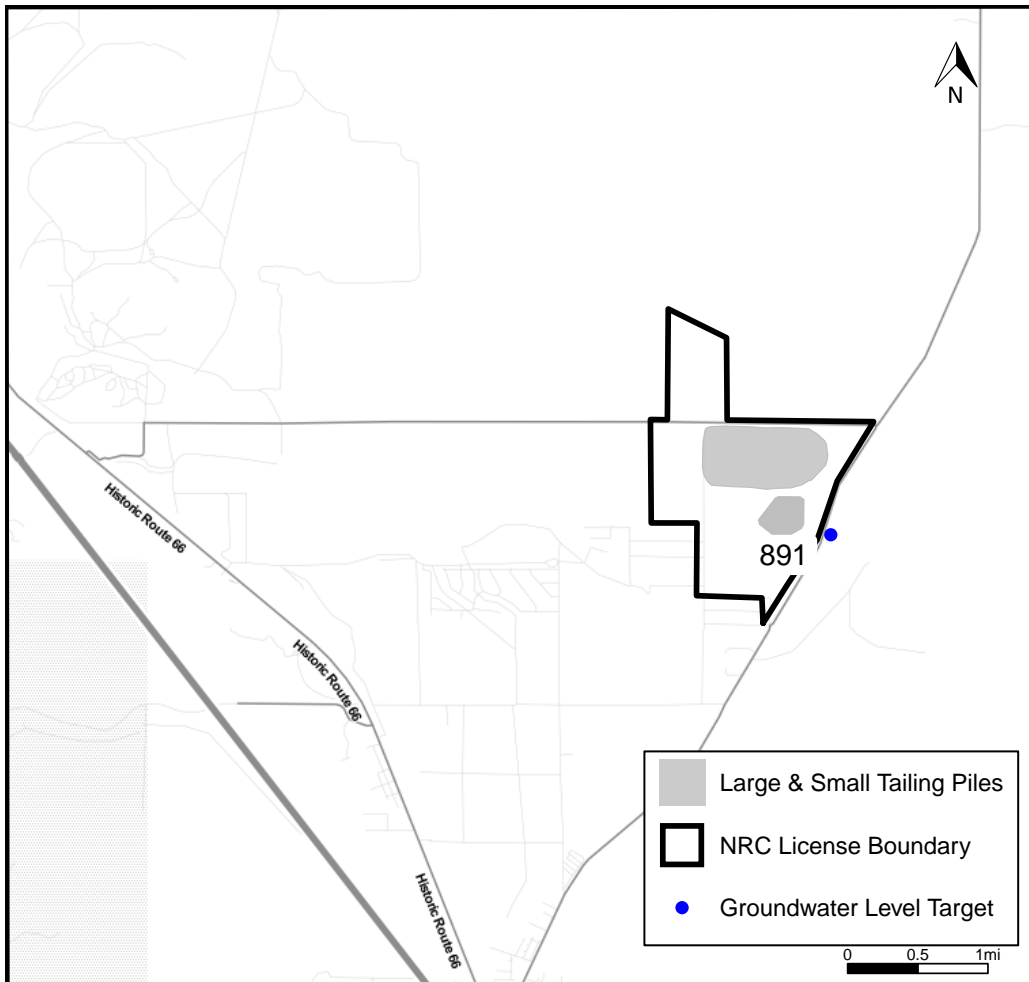 N
Historic Route 66
891
Historic Route 66
Large & Small Tailing Piles
NRC License Boundary
Historic Route 66
Groundwater Level Target
0 0.5 1mi